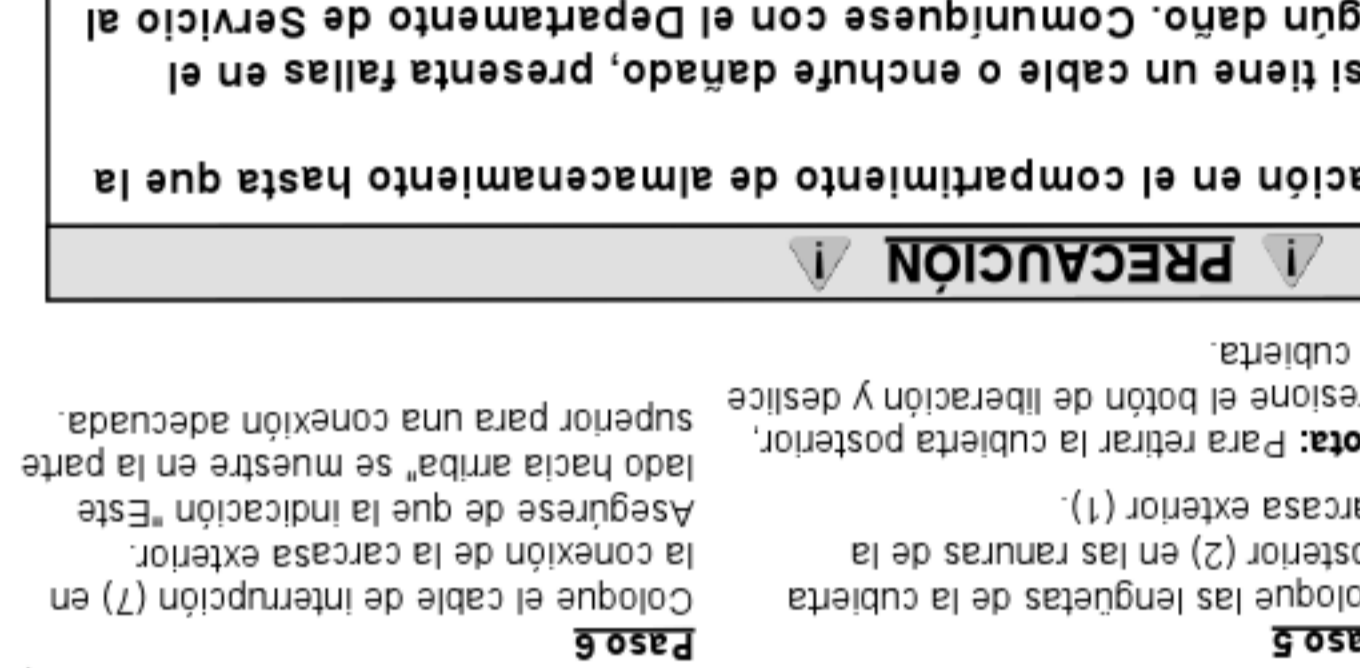 aso 5
oloque las lengüetas de la cubierta
osterior (2) en las ranuras de la
arcasa exterior (1).
ota: Para retirar la cubierta posterior,
esione el botón de liberación y deslice
cubierta.
Paso 6
Coloque el cable de interrupción (7) en
la conexión de la carcasa exterior.
Asegúrese de que la indicación "Este
lado hacia arriba" se muestre en la parte
superior para una conexión adecuada.
! PRECAUCIÓN !
ación en el compartimiento de almacenamiento hasta que la
si tiene un cable o enchufe dañado, presenta fallas en el
gún daño. Comuníquese con el Departamento de Servicio al